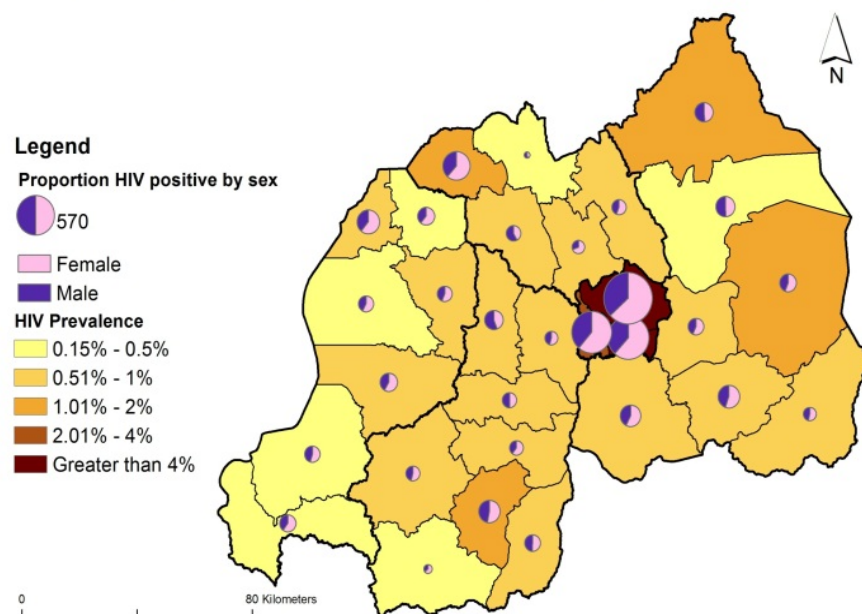 N
Legend
Proportion HIV positive by sex
570
Female
Male
HIV Prevalence
0.15% - 0.5%
0.51% - 1%
1.01% - 2%
2.01% - 4%
Greater than 4%
0 80 Kilometers